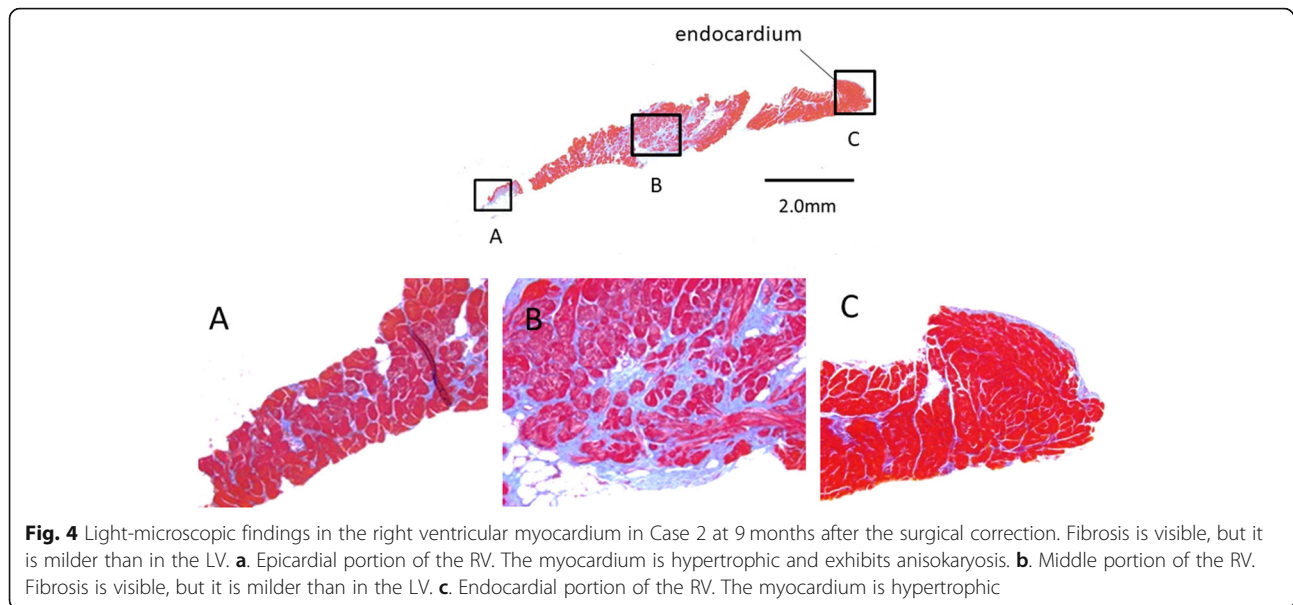 endocardium
C
B
2.0mm
A
A
B
C
Fig. 4 Light-microscopic findings in the right ventricular myocardium in Case 2 at 9 months after the surgical correction. Fibrosis is visible, but it
is milder than in the LV. a. Epicardial portion of the RV. The myocardium is hypertrophic and exhibits anisokaryosis. b. Middle portion of the RV.
Fibrosis is visible, but it is milder than in the LV. c. Endocardial portion of the RV. The myocardium is hypertrophic